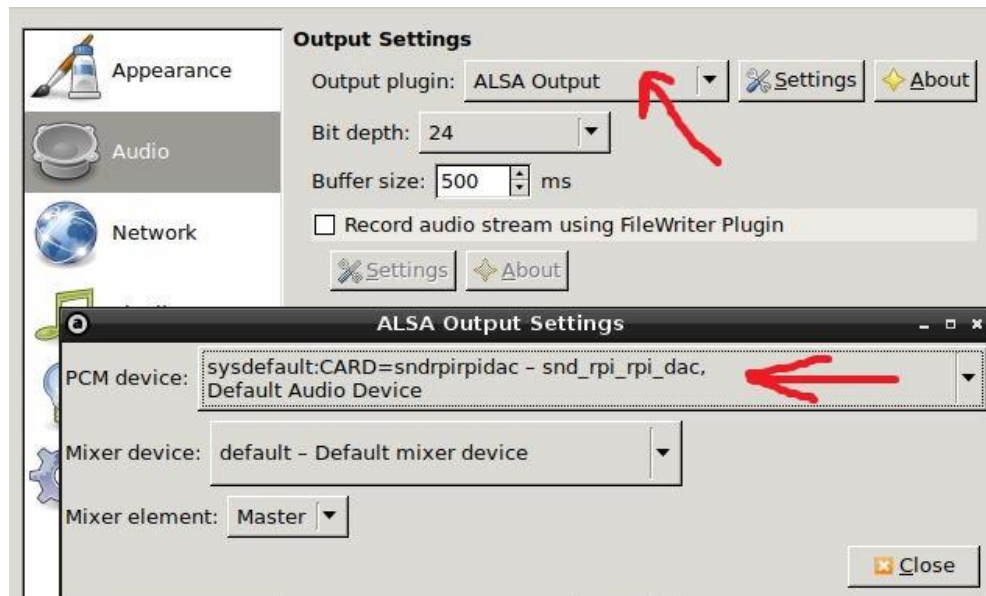 Output Settings
Appearance
Output plugin: ALSA Output
Settings
About
Audio
Bit depth: 24
Buffer size: 500 ms
Record audio stream using FileWriter Plugin
Network
Settings
About
ALSA Output Settings
PCM device: sysdefault:CARD=sndrpirpidac – snd_rpi_rpi_dac,
Default Audio Device
Mixer device: default – Default mixer device
Mixer element: Master
Close